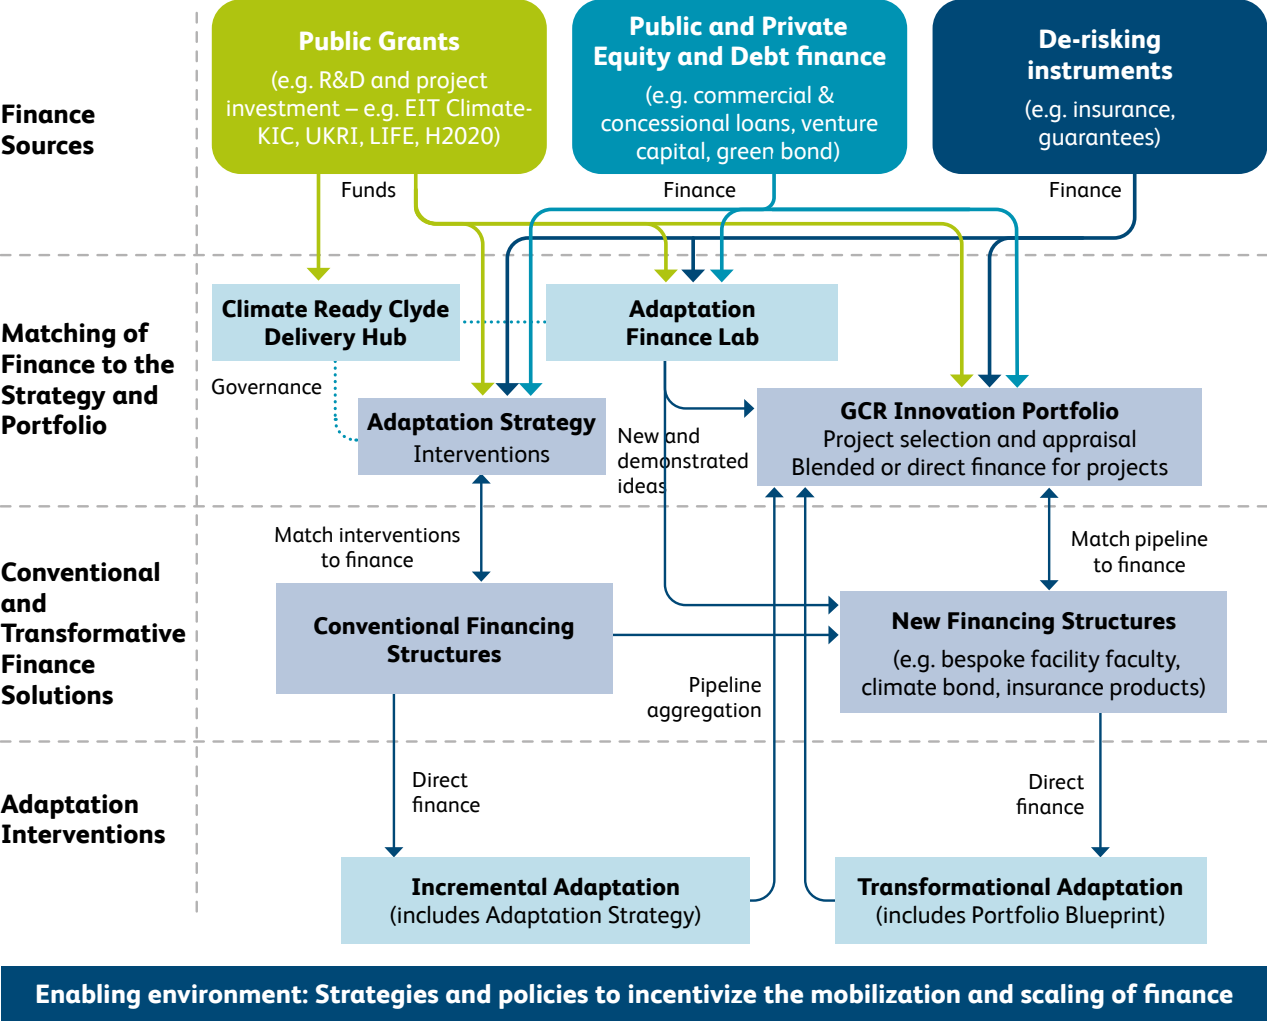 Finance
Sources
Public Grants
(e.g. R&D and project
investment – e.g. EIT Climate-
KIC, UKRI, LIFE, H2020)
Public and Private
Equity and Debt finance
(e.g. commercial &
concessional loans, venture
capital, green bond)
De-risking
instruments
(e.g. insurance,
guarantees)
Funds
Finance
Finance
Matching of
Finance to the
Strategy and
Portfolio
Climate Ready Clyde
Delivery Hub
Adaptation
Finance Lab
Governance
Adaptation Strategy
Interventions
New and
demonstrated
ideas
GCR Innovation Portfolio
Project selection and appraisal
Blended or direct finance for projects
Conventional
and
Transformative
Finance
Solutions
Match interventions
to finance
Match pipeline
to finance
Conventional Financing
Structures
New Financing Structures
(e.g. bespoke facility faculty,
climate bond, insurance products)
Pipeline
aggregation
Adaptation
Interventions
Direct
finance
Direct
finance
Incremental Adaptation
(includes Adaptation Strategy)
Transformational Adaptation
(includes Portfolio Blueprint)
Enabling environment: Strategies and policies to incentivize the mobilization and scaling of finance